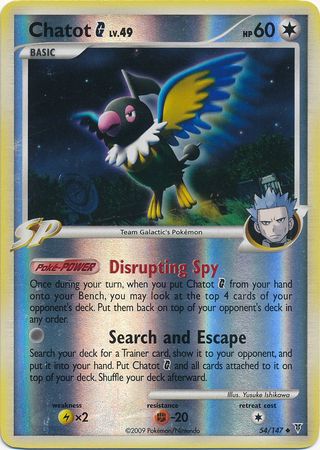 Chatot G LV.49 HP 60
BASIC
SP
Team Galactic's Pokémon
Poké-POWER Disrupting Spy
Once during your turn, when you put Chatot G from your hand
onto your Bench, you may look at the top 4 cards of your
opponent's deck. Put them back on top of your opponent's deck
in any order.
Search and Escape
Search your deck for a Trainer card, show it to your opponent, and
put it into your hand. Put Chatot G and all cards attached to it on
top of your deck. Shuffle your deck afterward.
Illus. Yusuke Ishikawa
weakness resistance retreat cost
×2 -20
©2009 Pokémon/Nintendo 54/147